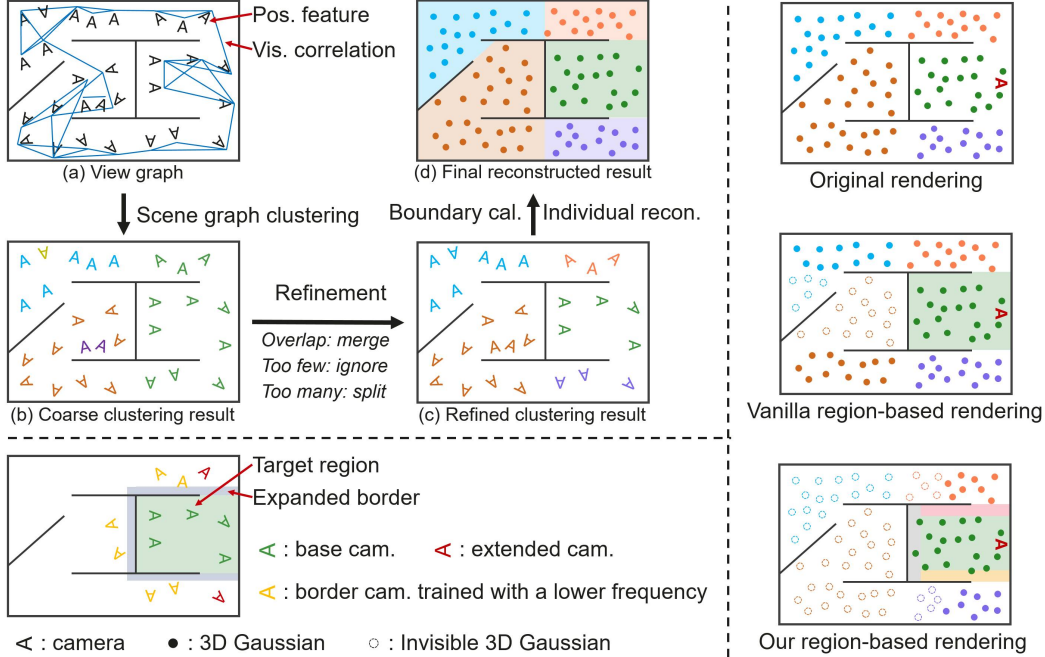 Pos. feature
Vis. correlation
(a) View graph
(d) Final reconstructed result
Original rendering
Scene graph clustering
Boundary cal.
Individual recon.
Refinement
Overlap: merge
Too few: ignore
Too many: split
(b) Coarse clustering result
(c) Refined clustering result
Vanilla region-based rendering
Target region
Expanded border
: base cam.
: extended cam.
: border cam. trained with a lower frequency
: camera
: 3D Gaussian
: Invisible 3D Gaussian
Our region-based rendering